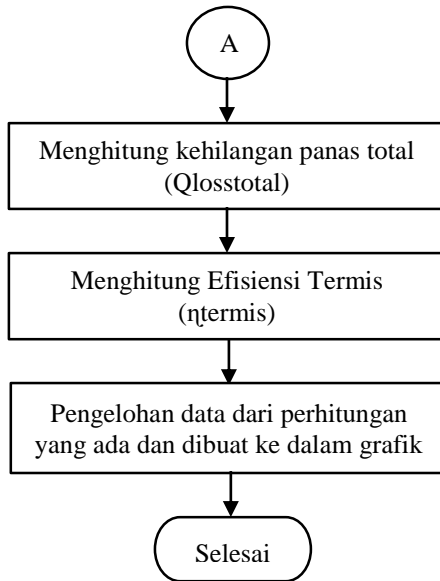 A
Menghitung kehilangan panas total
(Qlosstotal)
Menghitung Efisiensi Termis
(ɳtermis)
Pengelohan data dari perhitungan
yang ada dan dibuat ke dalam grafik
Selesai